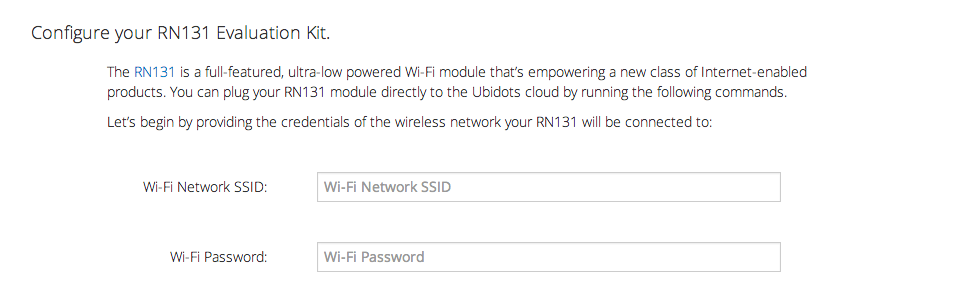 Configure your RN131 Evaluation Kit.
The RN131 is a full-featured, ultra-low powered Wi-Fi module that's empowering a new class of Internet-enabled
products. You can plug your RN131 module directly to the Ubidots cloud by running the following commands.
Let's begin by providing the credentials of the wireless network your RN131 will be connected to:
Wi-Fi Network SSID: Wi-Fi Network SSID
Wi-Fi Password: Wi-Fi Password